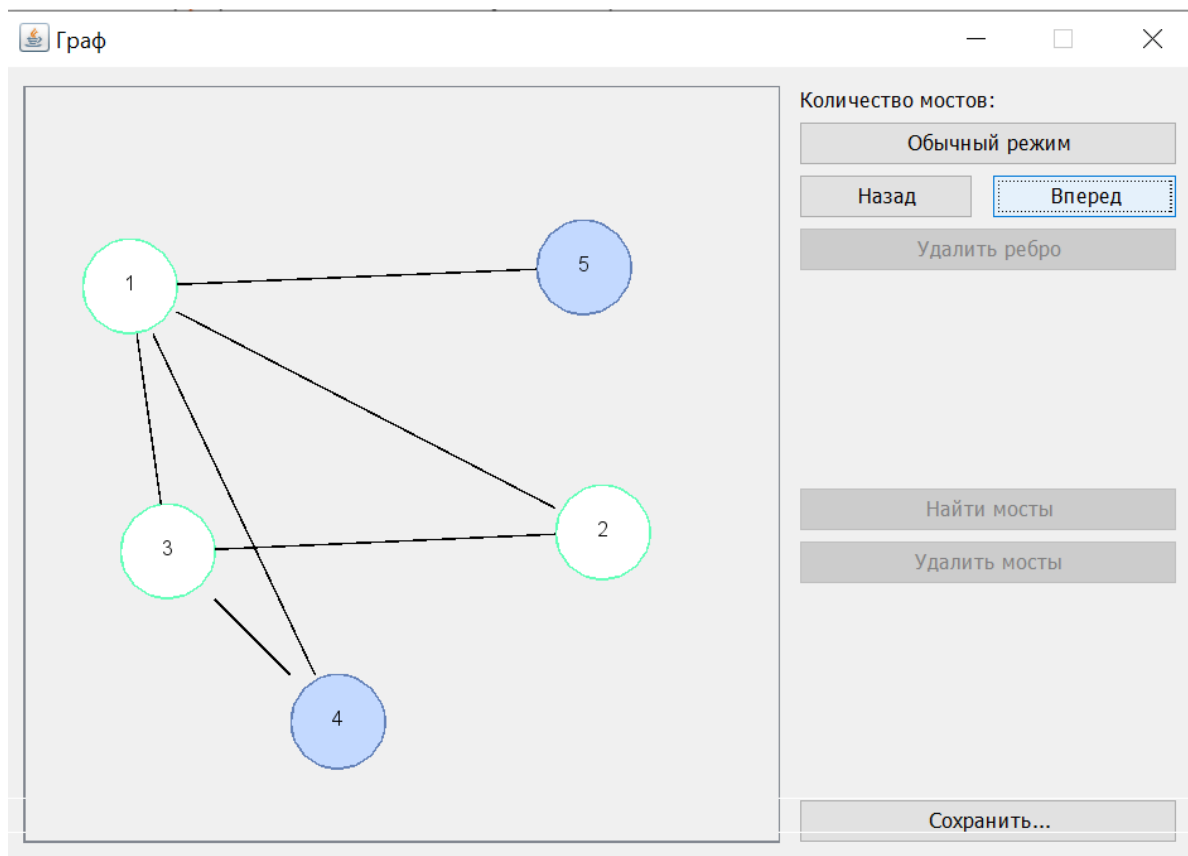 Граф
Количество мостов:
Обычный режим
Назад
Вперед
Удалить ребро
1
5
2
3
4
Найти мосты
Удалить мосты
Сохранить...